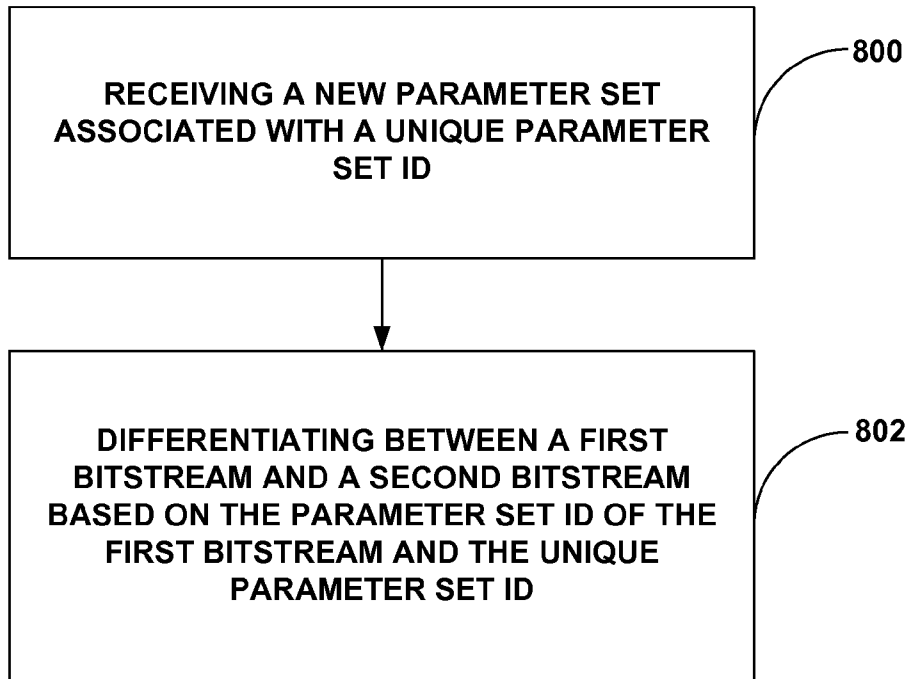 RECEIVING A NEW PARAMETER SET
ASSOCIATED WITH A UNIQUE PARAMETER
SET ID
800
DIFFERENTIATING BETWEEN A FIRST
BITSTREAM AND A SECOND BITSTREAM
BASED ON THE PARAMETER SET ID OF THE
FIRST BITSTREAM AND THE UNIQUE
PARAMETER SET ID
802